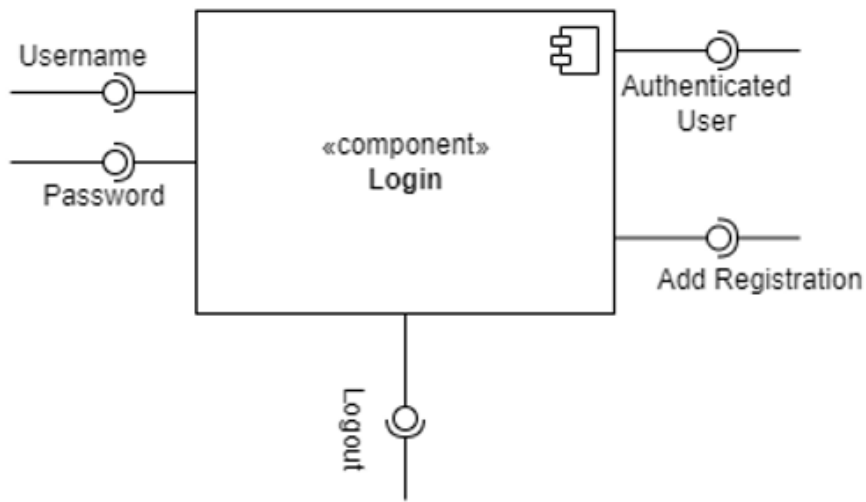 Username
Password
«component»
Login
Authenticated
User
Add Registration
Logout